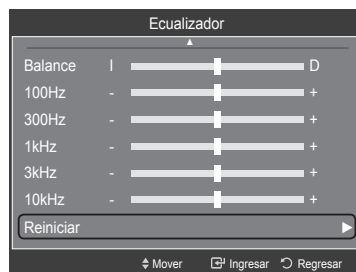 Ecualizador
Balance I D
100Hz - +
300Hz - +
1kHz - +
3kHz - +
10kHz - +
Reiniciar
Mover Ingresar Regresar